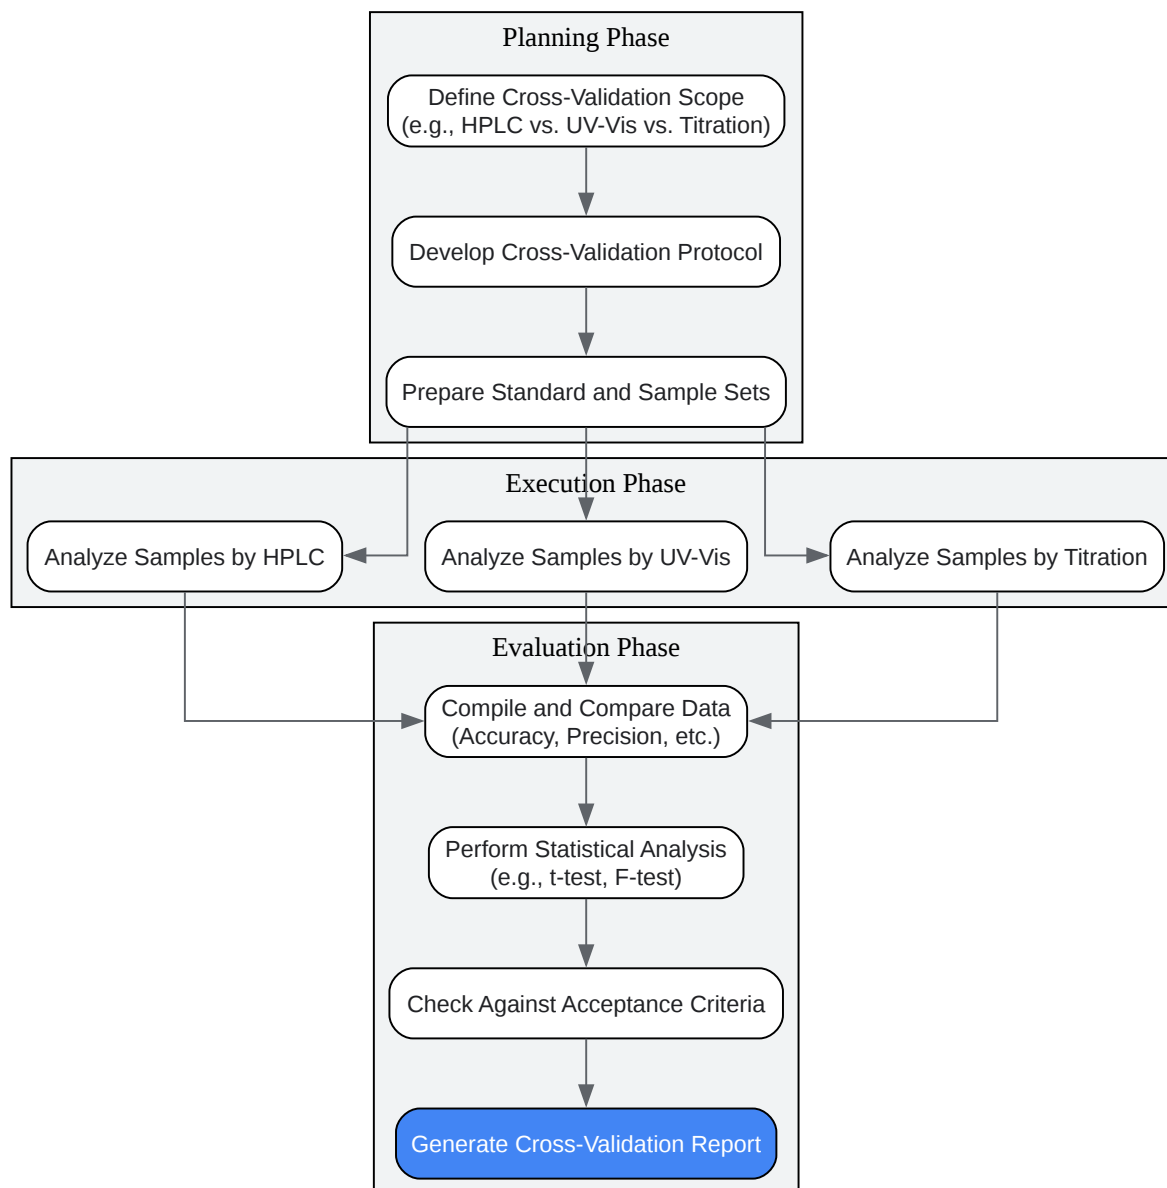 Planning Phase
Define Cross-Validation Scope
(e.g., HPLC vs. UV-Vis vs. Titration)
Develop Cross-Validation Protocol
Prepare Standard and Sample Sets
Execution Phase
Analyze Samples by HPLC
Analyze Samples by UV-Vis
Analyze Samples by Titration
Evaluation Phase
Compile and Compare Data
(Accuracy, Precision, etc.)
Perform Statistical Analysis
(e.g., t-test, F-test)
Check Against Acceptance Criteria
Generate Cross-Validation Report